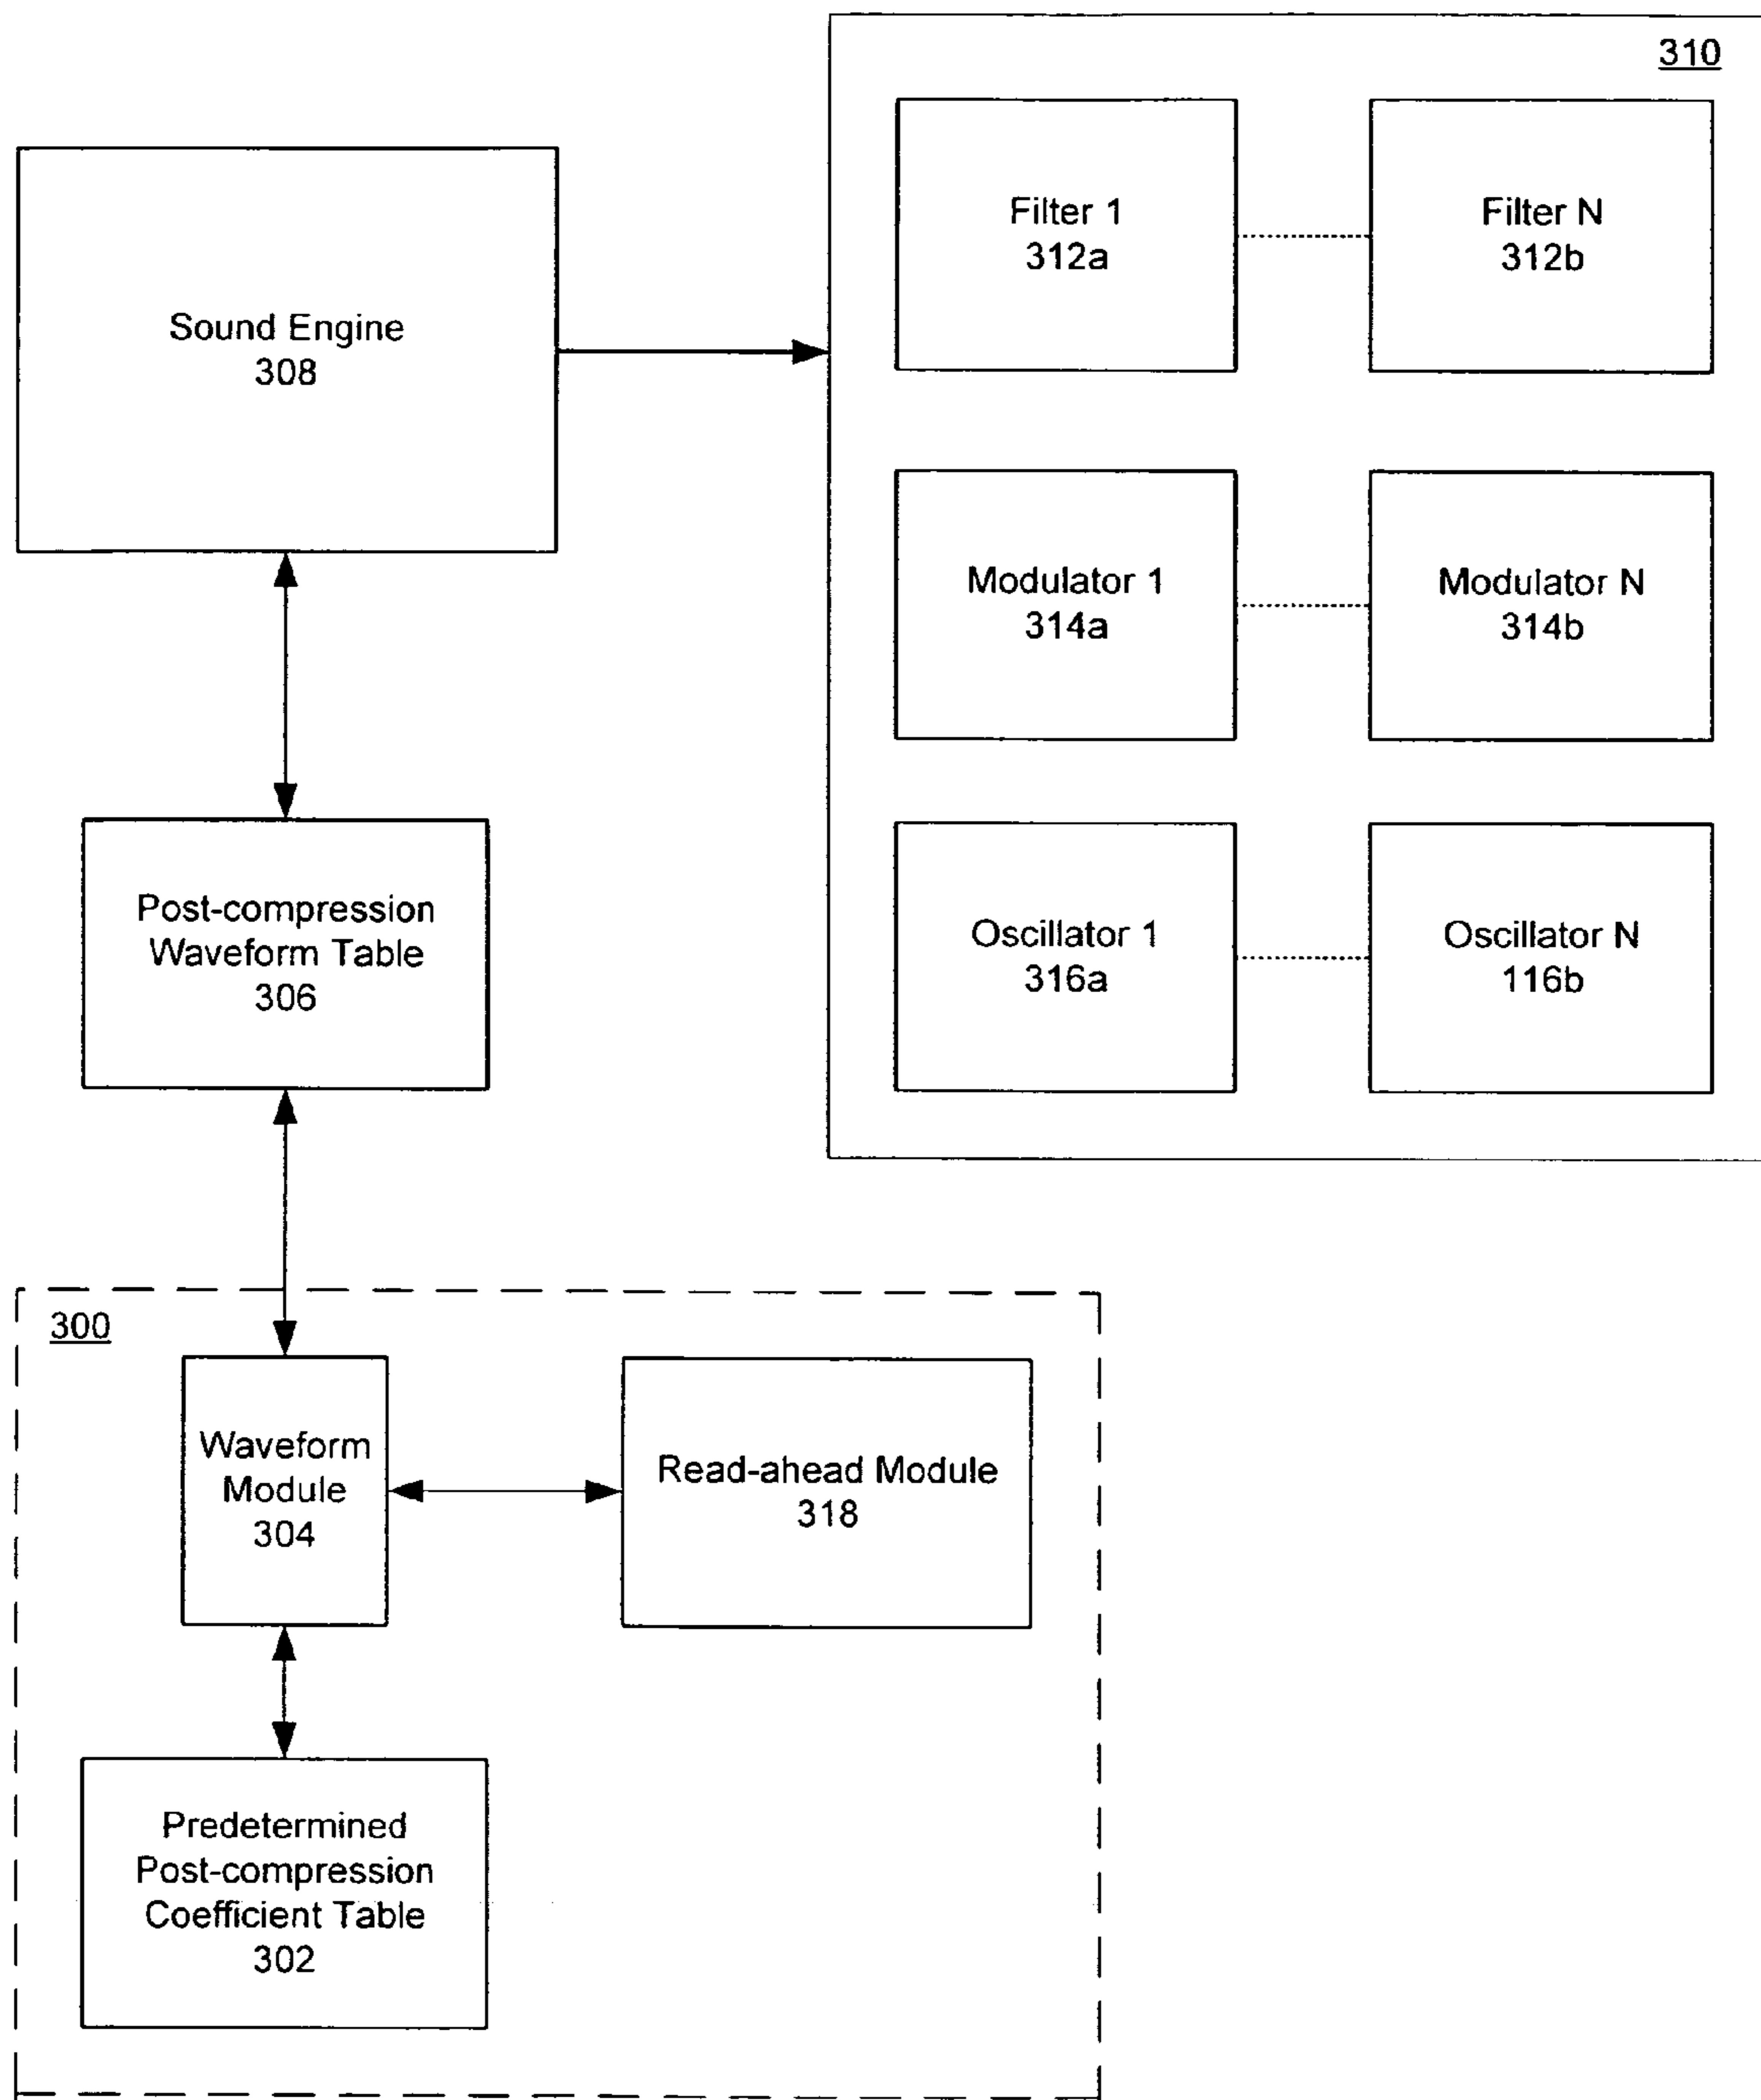 310
Filter 1
312a
Filter N
312b
Sound Engine
308
Modulator 1
314a
Modulator N
314b
Post-compression
Waveform Table
306
Oscillator 1
316a
Oscillator N
116b
300
Waveform
Module
304
Read-ahead Module
318
Predetermined
Post-compression
Coefficient Table
302